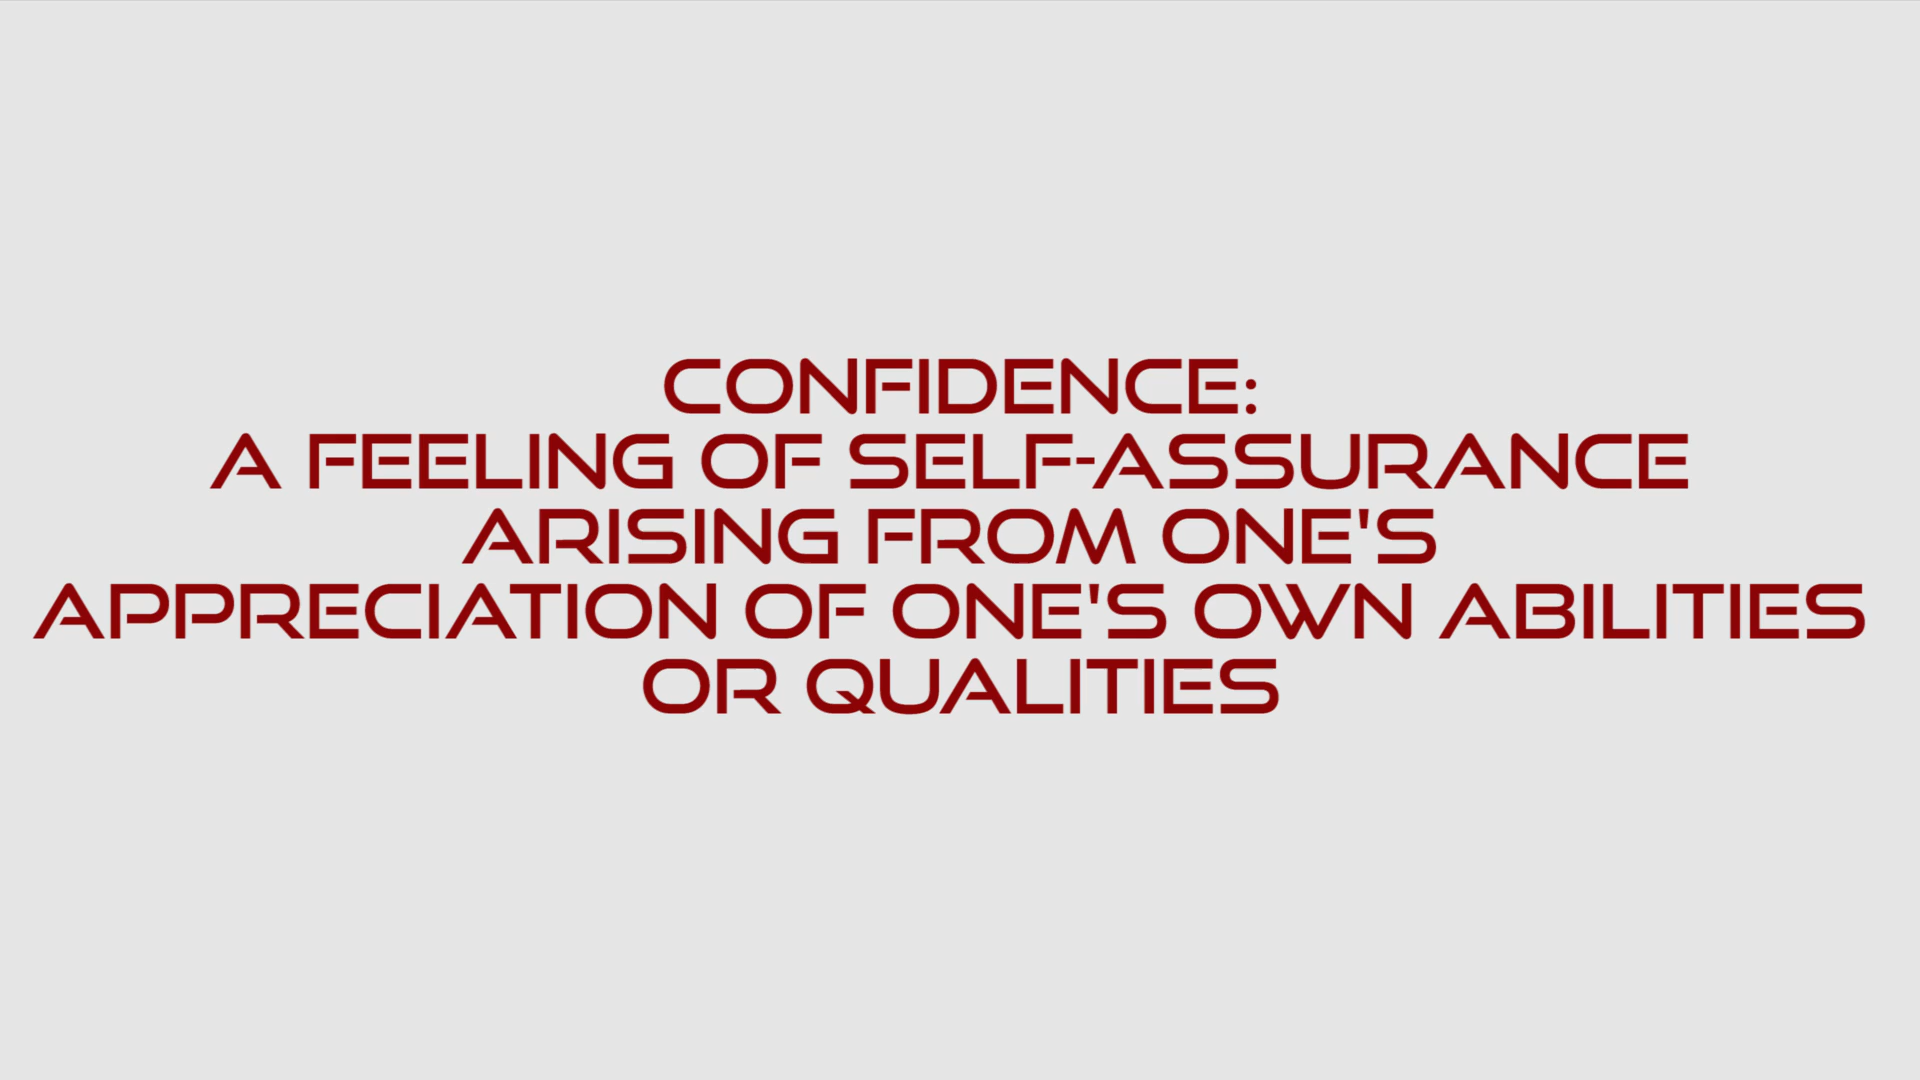 CONFIDENCE:
A FEELING OF SELF-ASSURANCE
ARISING FROM ONE'S
APPRECIATION OF ONE'S OWN ABILITIES
OR QUALITIES